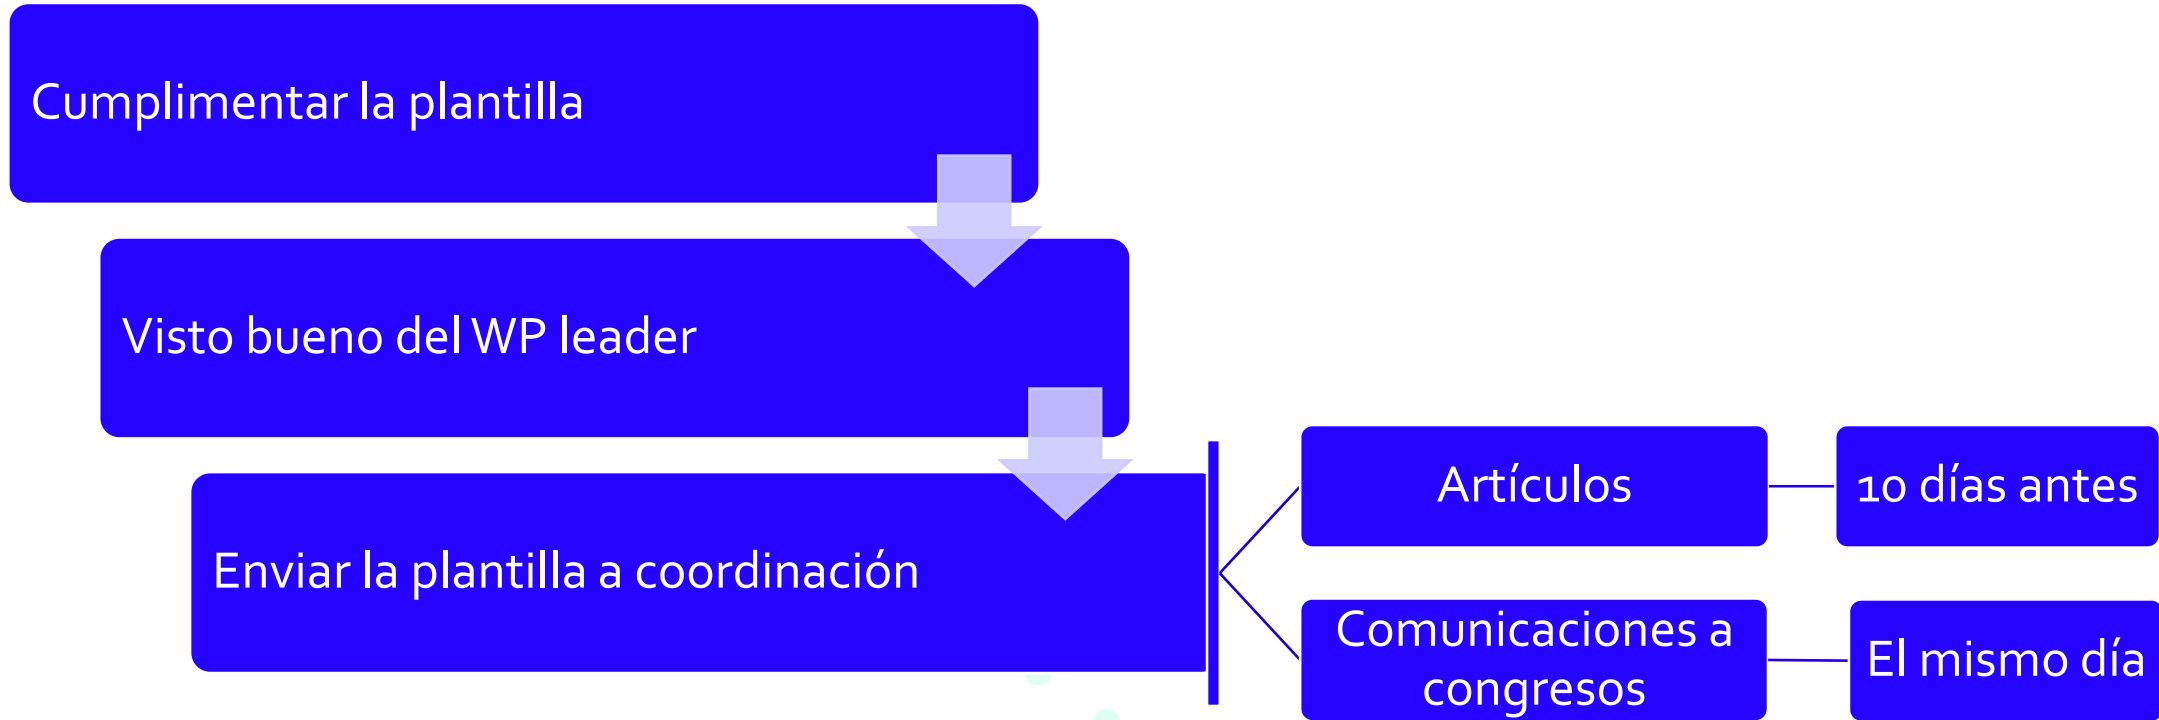 Cumplimentar la plantilla
Visto bueno del WP leader
Enviar la plantilla a coordinación
Artículos
10 días antes
Comunicaciones a
congresos
El mismo día